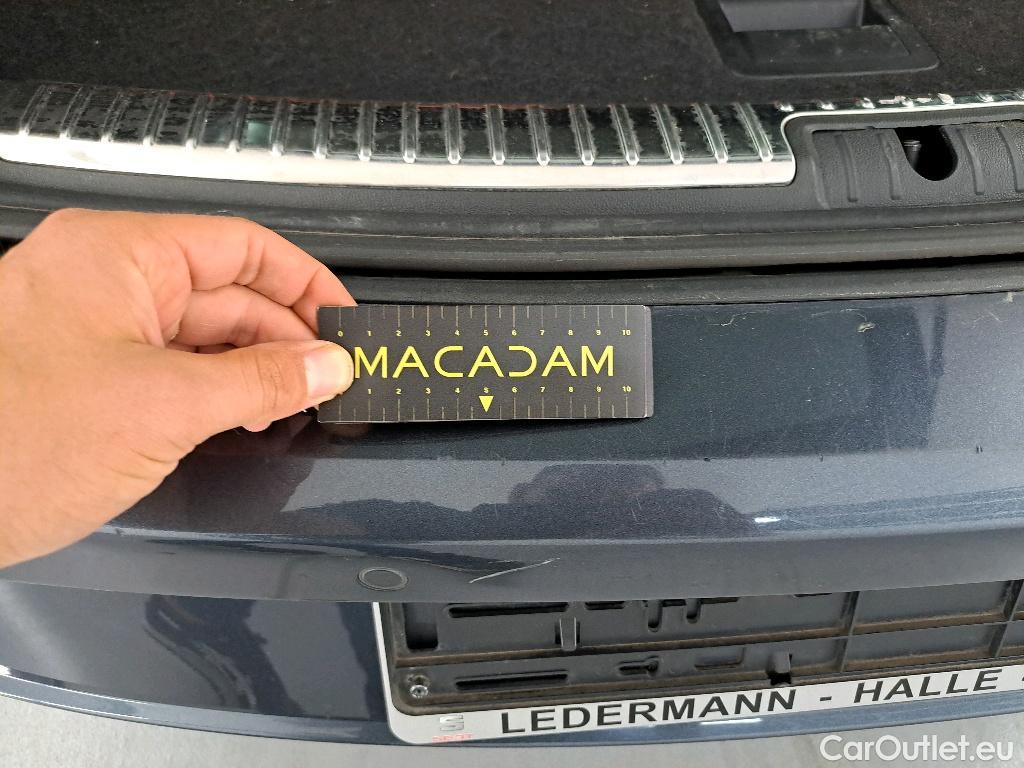 0 1 2 3 4 5 6 7 8 9 10
MACADAM
1 2 3 4 5 6 7 8 9 10
LEDERMANN - HALLE -
S
SEAT
CarOutlet.eu